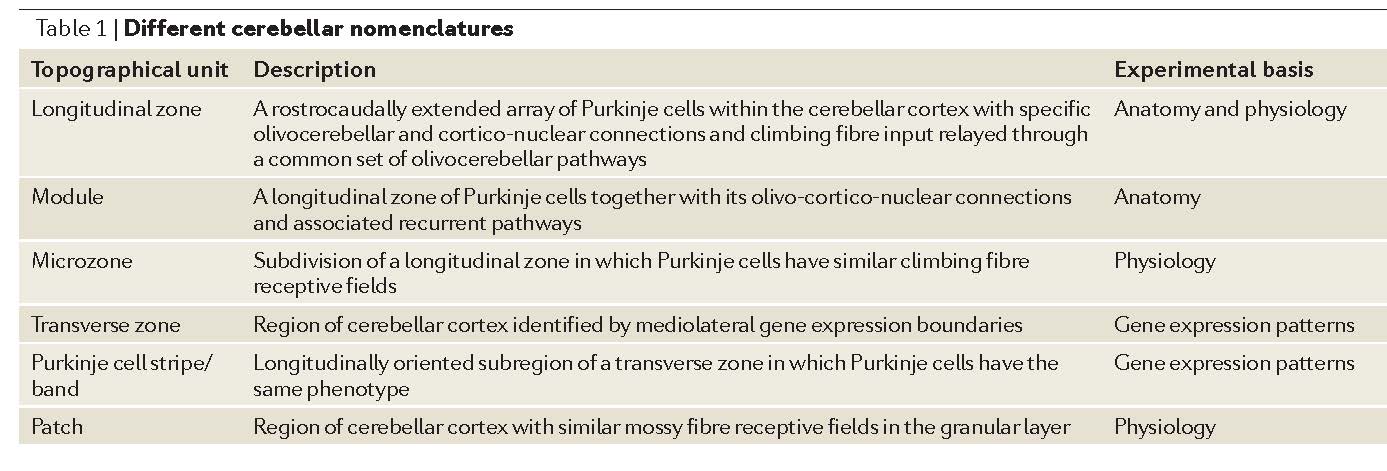 Table 1 | Different cerebellar nomenclatures
Topographical unit Description Experimental basis
Longitudinal zone A rostrocaudally extended array of Purkinje cells within the cerebellar cortex with specific Anatomy and physiology
olivocerebellar and cortico-nuclear connections and climbing fibre input relayed through
a common set of olivocerebellar pathways
Module A longitudinal zone of Purkinje cells together with its olivo-cortico-nuclear connections Anatomy
and associated recurrent pathways
Microzone Subdivision of a longitudinal zone in which Purkinje cells have similar climbing fibre Physiology
receptive fields
Transverse zone Region of cerebellar cortex identified by mediolateral gene expression boundaries Gene expression patterns
Purkinje cell stripe/ Longitudinally oriented subregion of a transverse zone in which Purkinje cells have the Gene expression patterns
band same phenotype
Patch Region of cerebellar cortex with similar mossy fibre receptive fields in the granular layer Physiology